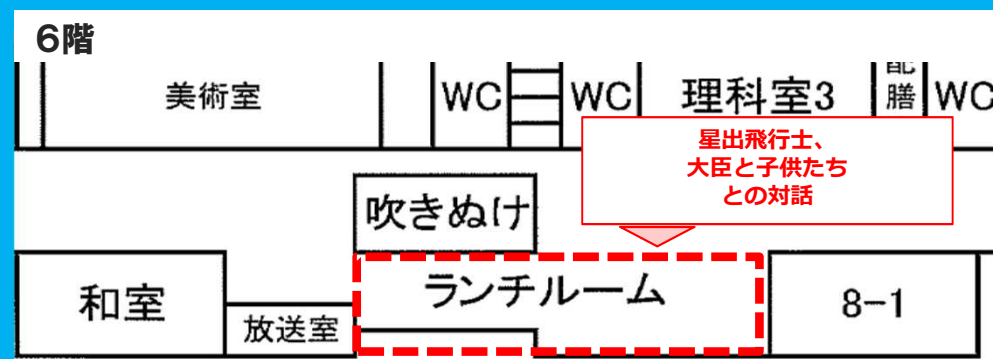 6階
美術室
WC
WC
理科室3
配膳
WC
星出飛行士、
大臣と子供たち
との対話
吹きぬけ
ランチルーム
和室
放送室
8-1